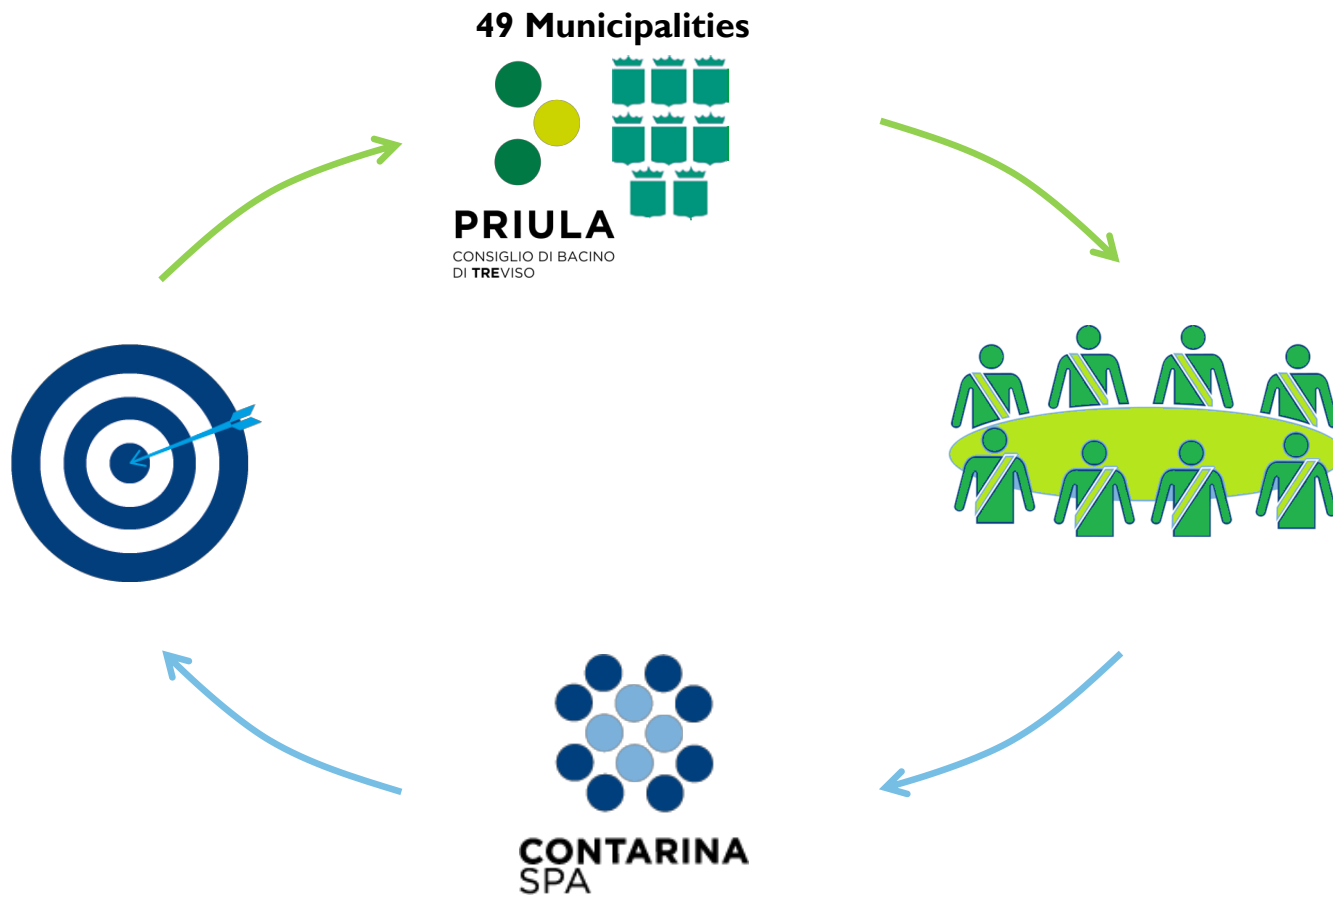 49 Municipalities
PRIULA
CONSIGLIO DI BACINO
DI TREVISO
CONTARINA
SPA